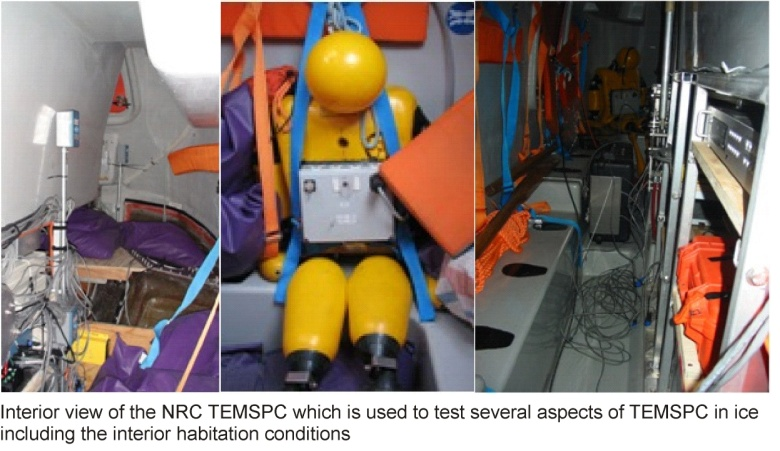 Interior view of the NRC TEMSPC which is used to test several aspects of TEMSPC in ice
including the interior habitation conditions